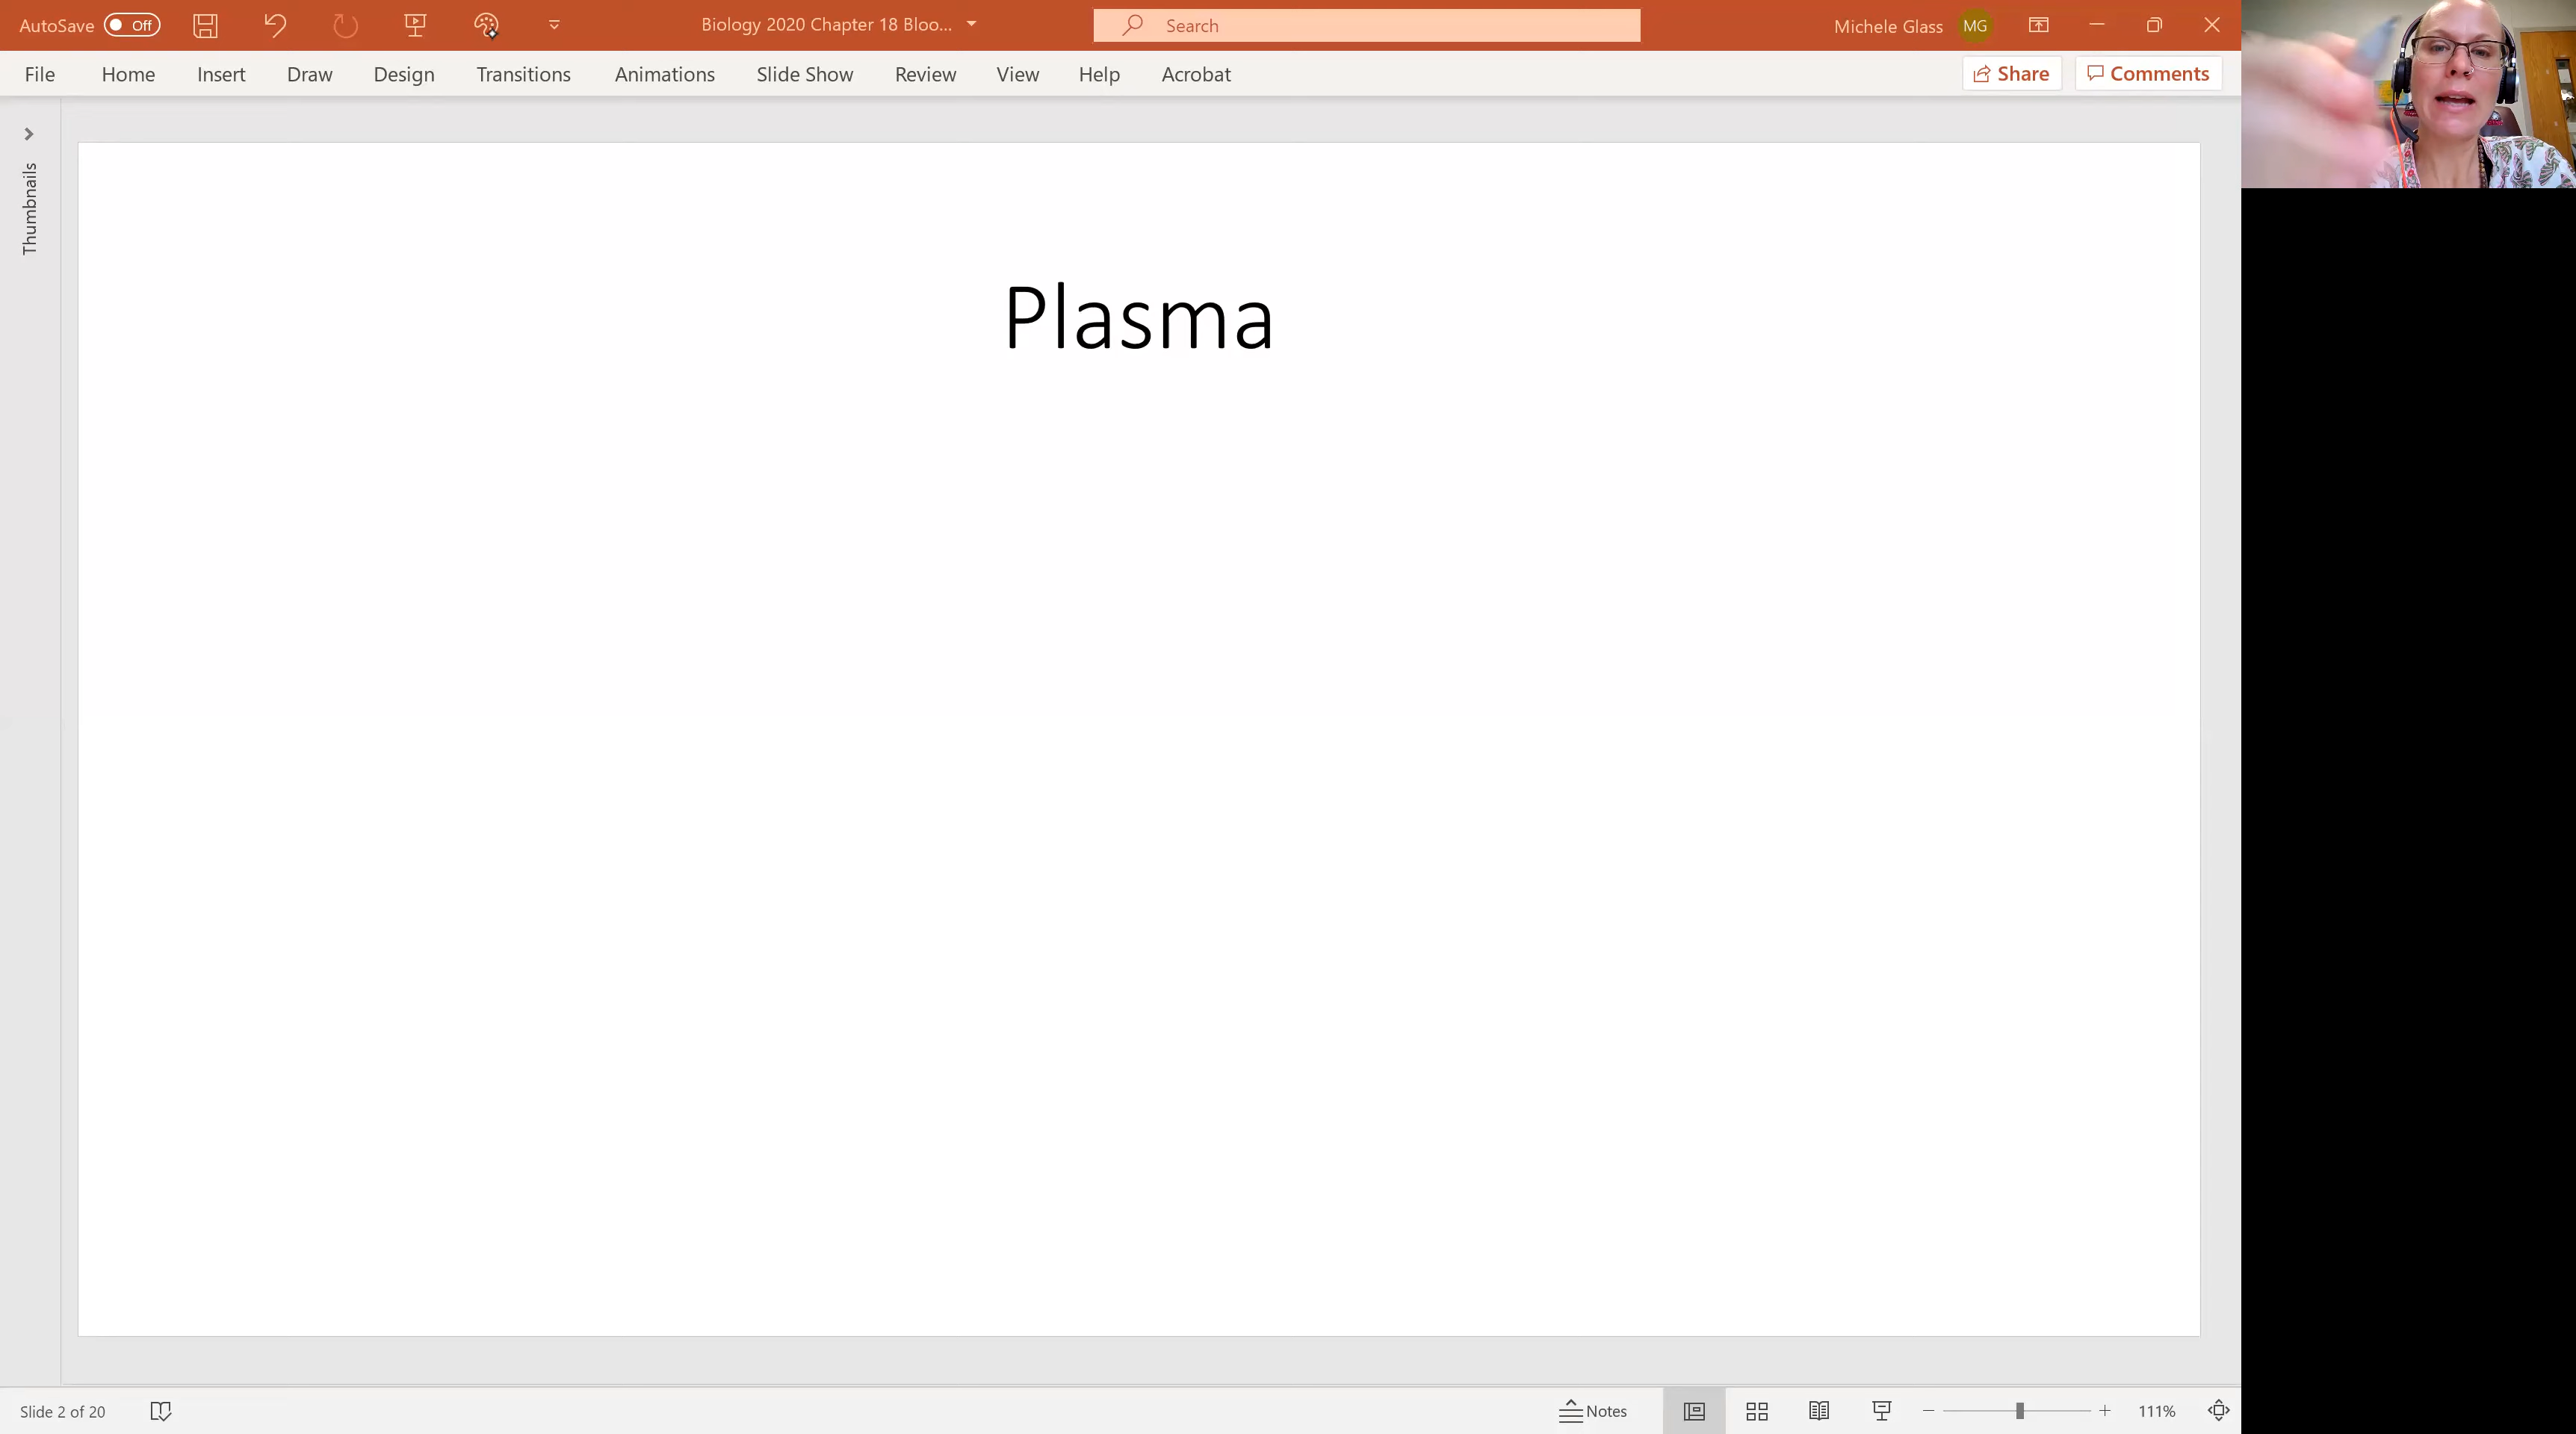 AutoSave Off Biology 2020 Chapter 18 Bloo... Search Michele Glass MG
File Home Insert Draw Design Transitions Animations Slide Show Review View Help Acrobat Share Comments
Thumbnails
Plasma
Slide 2 of 20 Notes 111%